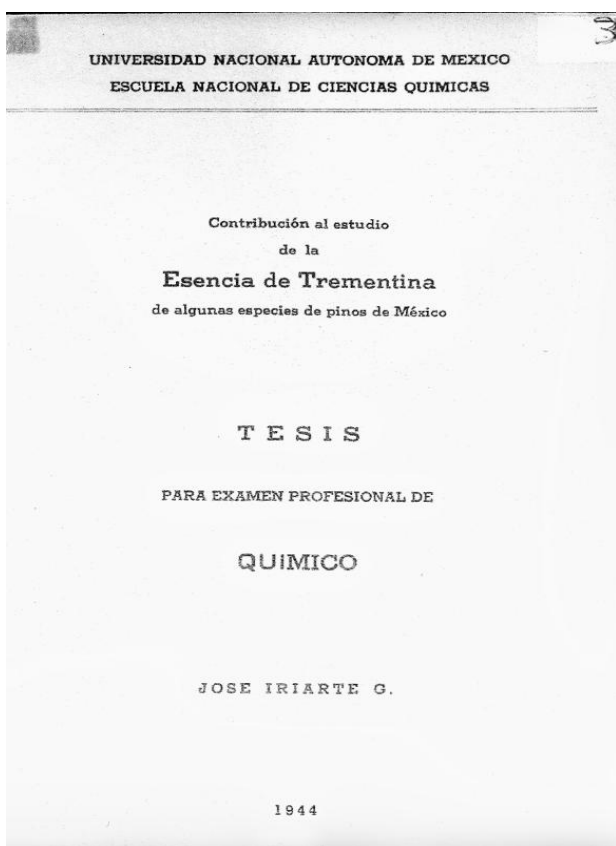 UNIVERSIDAD NACIONAL AUTONOMA DE MEXICO
ESCUELA NACIONAL DE CIENCIAS QUIMICAS
Contribución al estudio
de la
Esencia de Trementina
de algunas especies de pinos de México
TESIS
PARA EXAMEN PROFESIONAL DE
QUIMICO
JOSE IRIARTE G.
1944